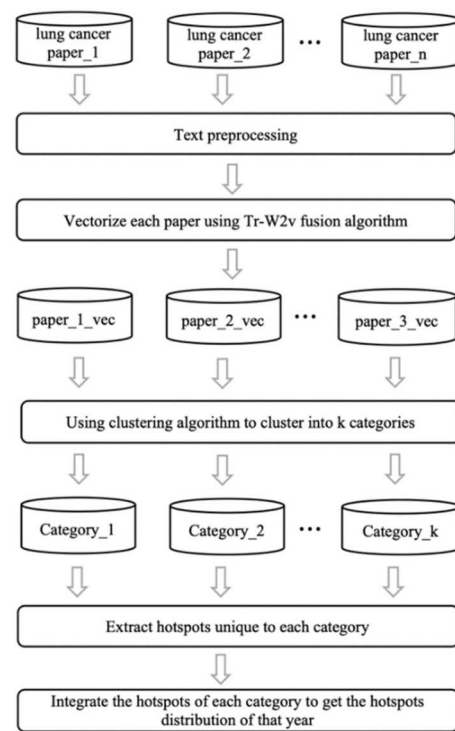 lung cancer
paper_1
lung cancer
paper_2
...
lung cancer
paper_n
Text preprocessing
Vectorize each paper using Tr-W2v fusion algorithm
paper_1_vec
paper_2_vec
...
paper_3_vec
Using clustering algorithm to cluster into k categories
Category_1
Category_2
...
Category_k
Extract hotspots unique to each category
Integrate the hotspots of each category to get the hotspots
distribution of that year